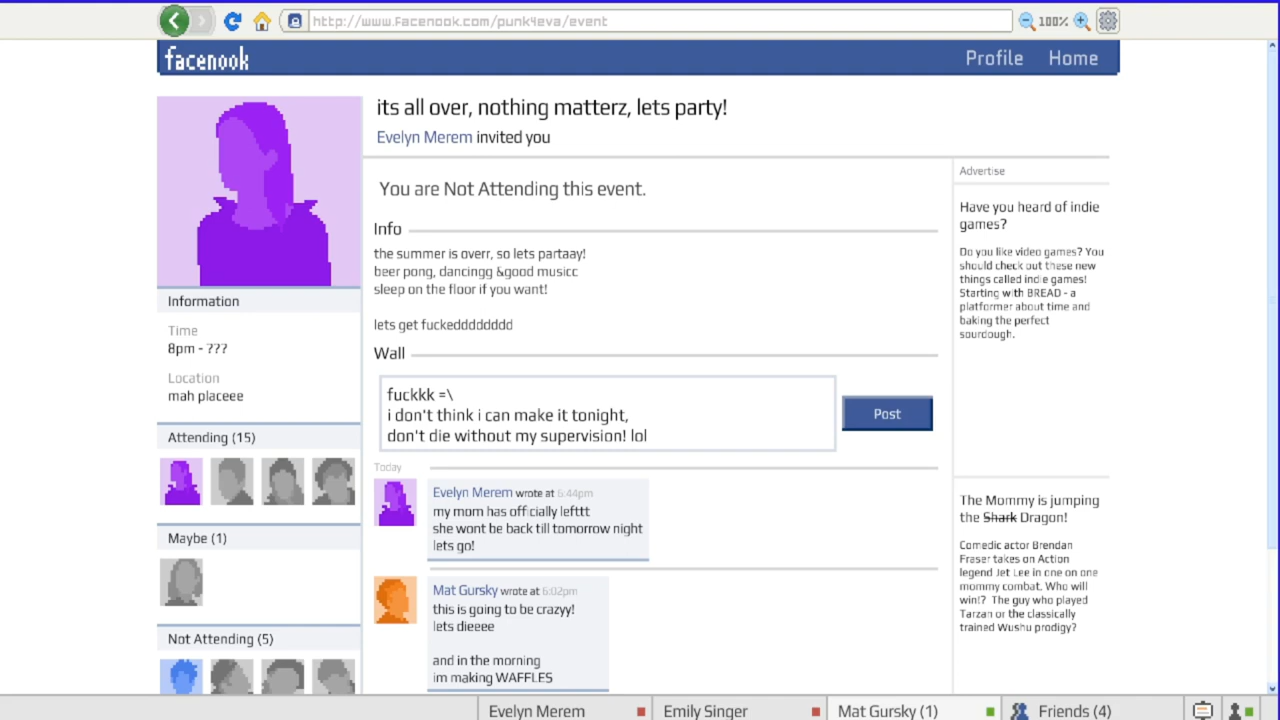 http://www.Facenook.com/punk4eva/event
100%
facenook
Profile
Home
its all over, nothing matterz, lets party!
Evelyn Merem invited you
You are Not Attending this event.
Info
the summer is overr, so lets partaay!
beer pong, dancingg &good musicc
sleep on the floor if you want!
lets get fuckedddddddd
Wall
fuckkk =\
i don't think i can make it tonight,
don't die without my supervision! lol
Post
Today
Evelyn Merem wrote at 6:44pm
my mom has officially lefttt
she wont be back till tomorrow night
lets go!
Mat Gursky wrote at 6:02pm
this is going to be crazyy!
lets dieeee
and in the morning
im making WAFFLES
Information
Time
8pm - ???
Location
mah placeee
Attending (15)
Maybe (1)
Not Attending (5)
Advertise
Have you heard of indie
games?
Do you like video games? You
should check out these new
things called indie games!
Starting with BREAD - a
platformer about time and
baking the perfect
sourdough.
The Mommy is jumping
the Shark Dragon!
Comedic actor Brendan
Fraser takes on Action
legend Jet Lee in one on one
mommy combat. Who will
win!? The guy who played
Tarzan or the classically
trained Wushu prodigy?
Evelyn Merem
Emily Singer
Mat Gursky (1)
Friends (4)